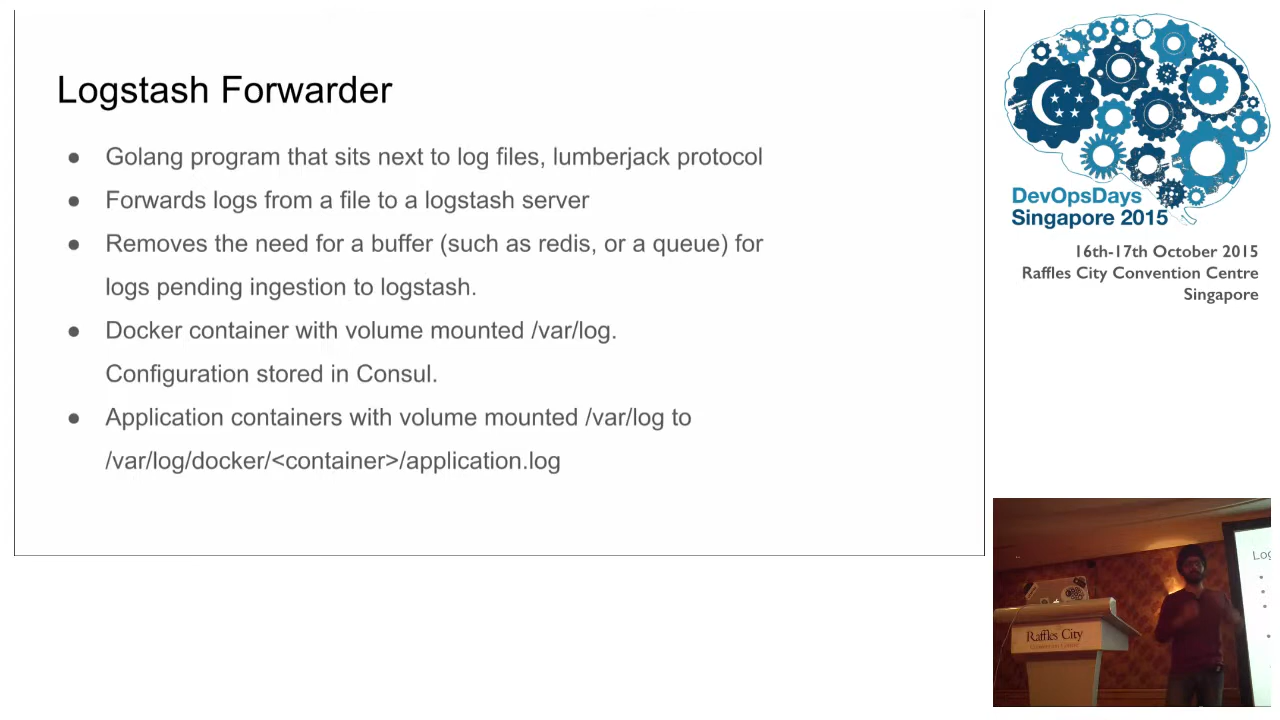 Logstash Forwarder
● Golang program that sits next to log files, lumberjack protocol
● Forwards logs from a file to a logstash server
● Removes the need for a buffer (such as redis, or a queue) for
logs pending ingestion to logstash.
● Docker container with volume mounted /var/log.
Configuration stored in Consul.
● Application containers with volume mounted /var/log to
/var/log/docker/<container>/application.log
DevOpsDays
Singapore 2015
16th-17th October 2015
Raffles City Convention Centre
Singapore
Raffles City
Log